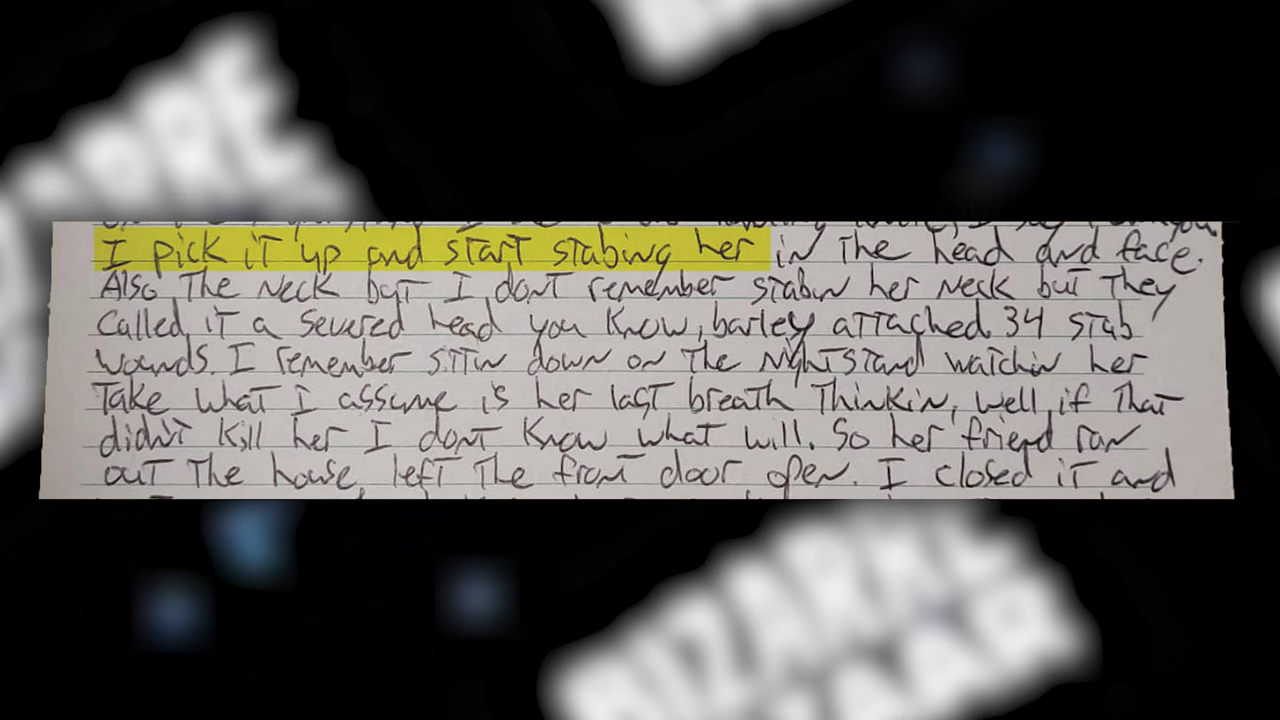 I pick it up and start stabing her in the head and face.
Also the neck but I dont remember stabin her neck but they
called it a severed head you know, barley attached. 34 stab
wounds. I remember sittin down on the nightstand watchin her
take what I assume is her last breath thinkin, well if that
didn't kill her I dont know what will. So her friend ran
out the house, left the front door open. I closed it and